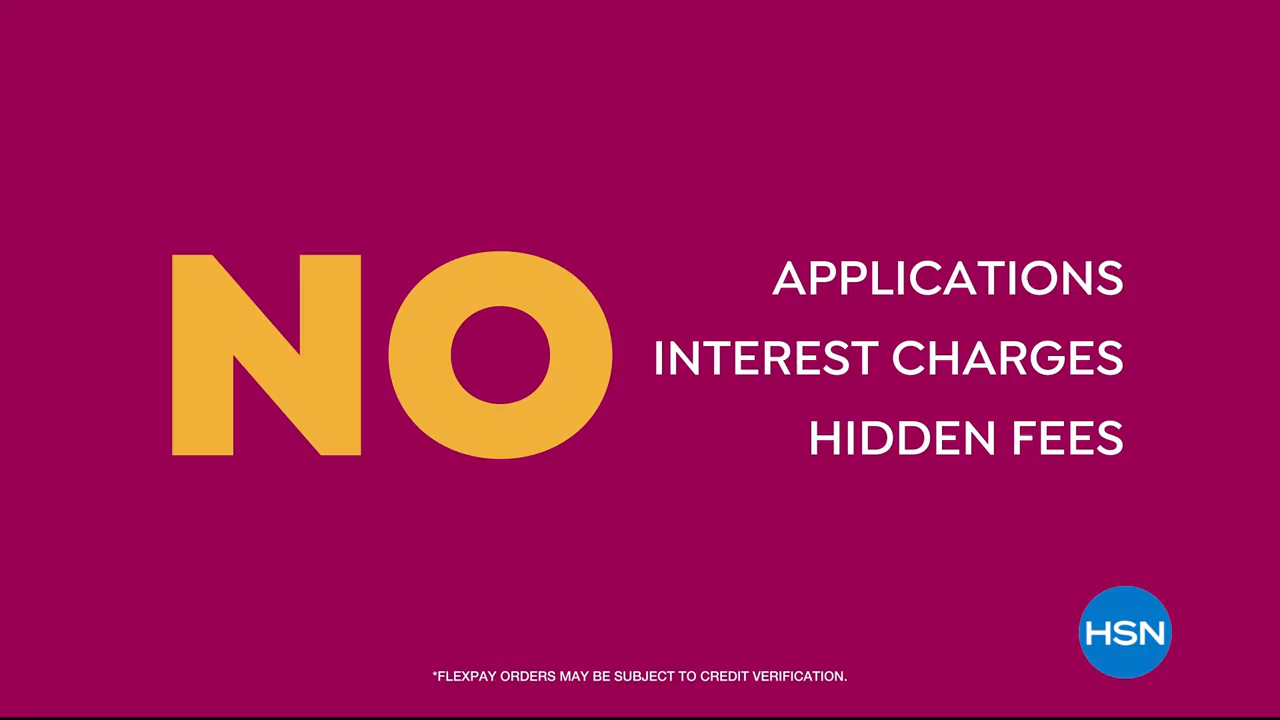 NO
APPLICATIONS
INTEREST CHARGES
HIDDEN FEES
HSN
*FLEXPAY ORDERS MAY BE SUBJECT TO CREDIT VERIFICATION.